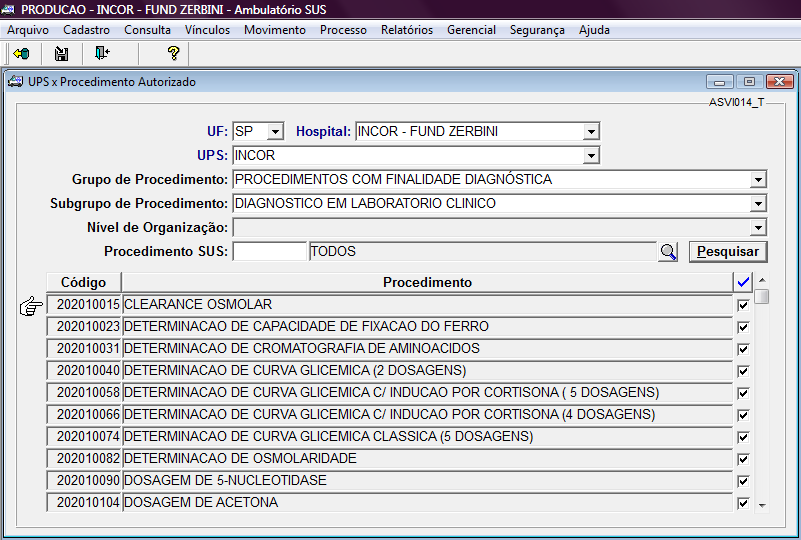 PRODUCAO - INCOR - FUND ZERBINI - Ambulatório SUS
Arquivo Cadastro Consulta Vínculos Movimento Processo Relatórios Gerencial Segurança Ajuda
UPS x Procedimento Autorizado
ASVI014_T
UF: SP Hospital: INCOR - FUND ZERBINI
UPS: INCOR
Grupo de Procedimento: PROCEDIMENTOS COM FINALIDADE DIAGNÓSTICA
Subgrupo de Procedimento: DIAGNOSTICO EM LABORATORIO CLINICO
Nível de Organização:
Procedimento SUS: TODOS Pesquisar
Código Procedimento
202010015 CLEARANCE OSMOLAR
202010023 DETERMINACAO DE CAPACIDADE DE FIXACAO DO FERRO
202010031 DETERMINACAO DE CROMATOGRAFIA DE AMINOACIDOS
202010040 DETERMINACAO DE CURVA GLICEMICA (2 DOSAGENS)
202010058 DETERMINACAO DE CURVA GLICEMICA C/ INDUCAO POR CORTISONA ( 5 DOSAGENS)
202010066 DETERMINACAO DE CURVA GLICEMICA C/ INDUCAO POR CORTISONA (4 DOSAGENS)
202010074 DETERMINACAO DE CURVA GLICEMICA CLASSICA (5 DOSAGENS)
202010082 DETERMINACAO DE OSMOLARIDADE
202010090 DOSAGEM DE 5-NUCLEOTIDASE
202010104 DOSAGEM DE ACETONA